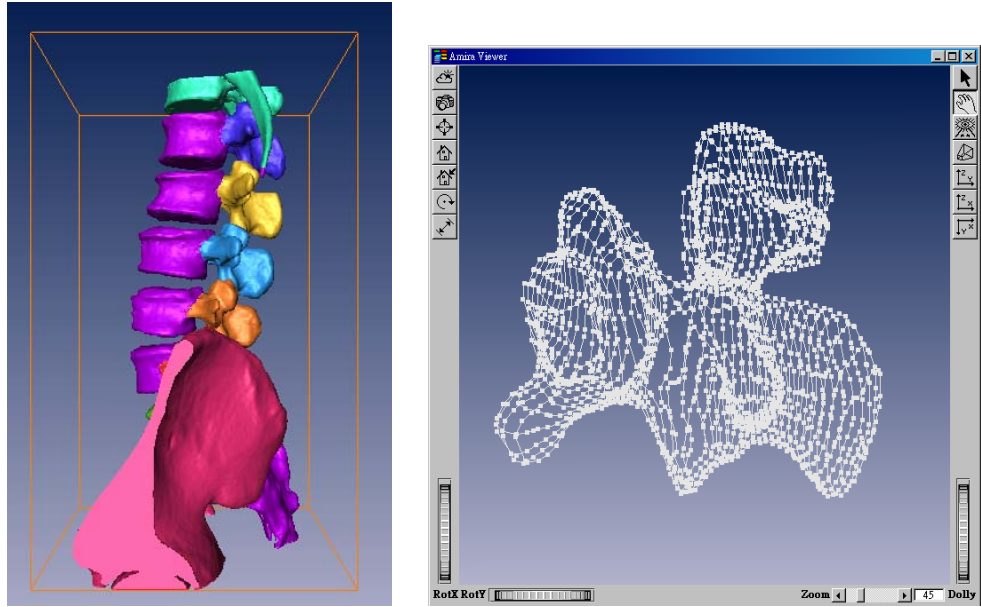 Amira Viewer
z Y
z X
Y X
RotX RotY
Zoom 45 Dolly